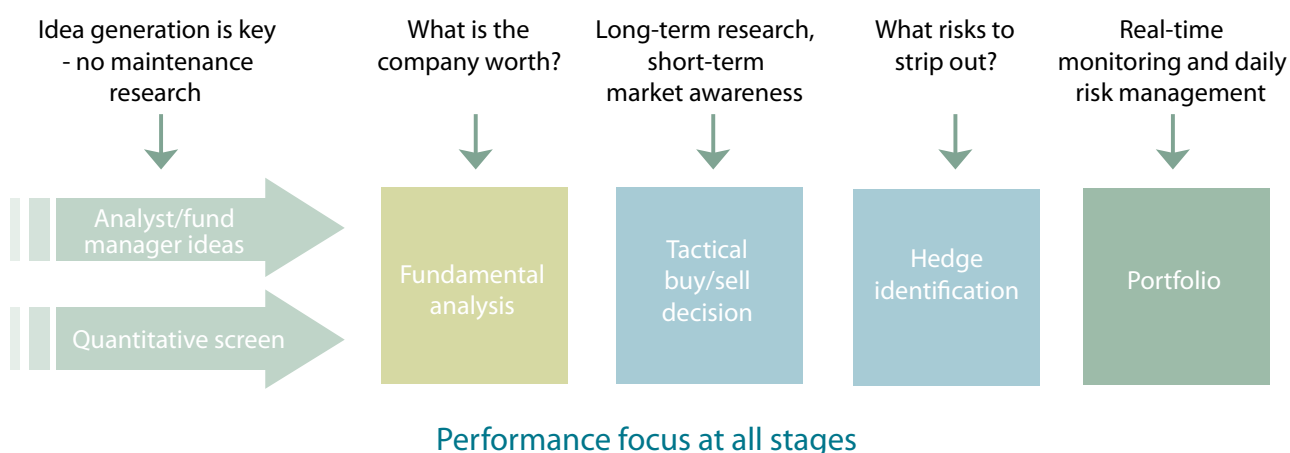 Idea generation is key
- no maintenance
research
What is the
company worth?
Long-term research,
short-term
market awareness
What risks to
strip out?
Real-time
monitoring and daily
risk management
Analyst/fund
manager ideas
Quantitative screen
Fundamental
analysis
Tactical
buy/sell
decision
Hedge
identification
Portfolio
Performance focus at all stages